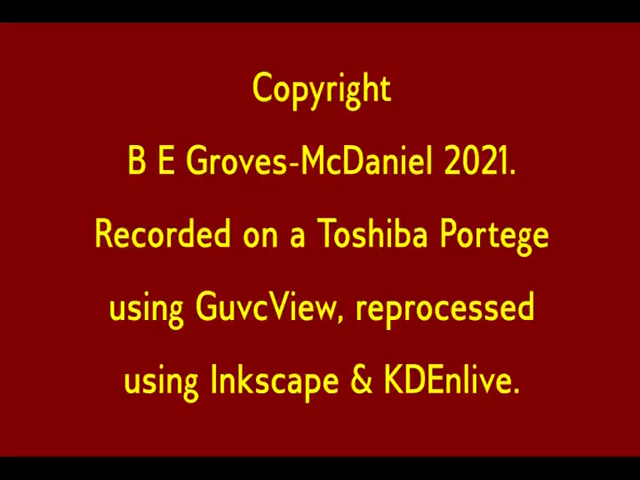 Copyright
B E Groves-McDaniel 2021.
Recorded on a Toshiba Portege
using GuvcView, reprocessed
using Inkscape & KDEnlive.